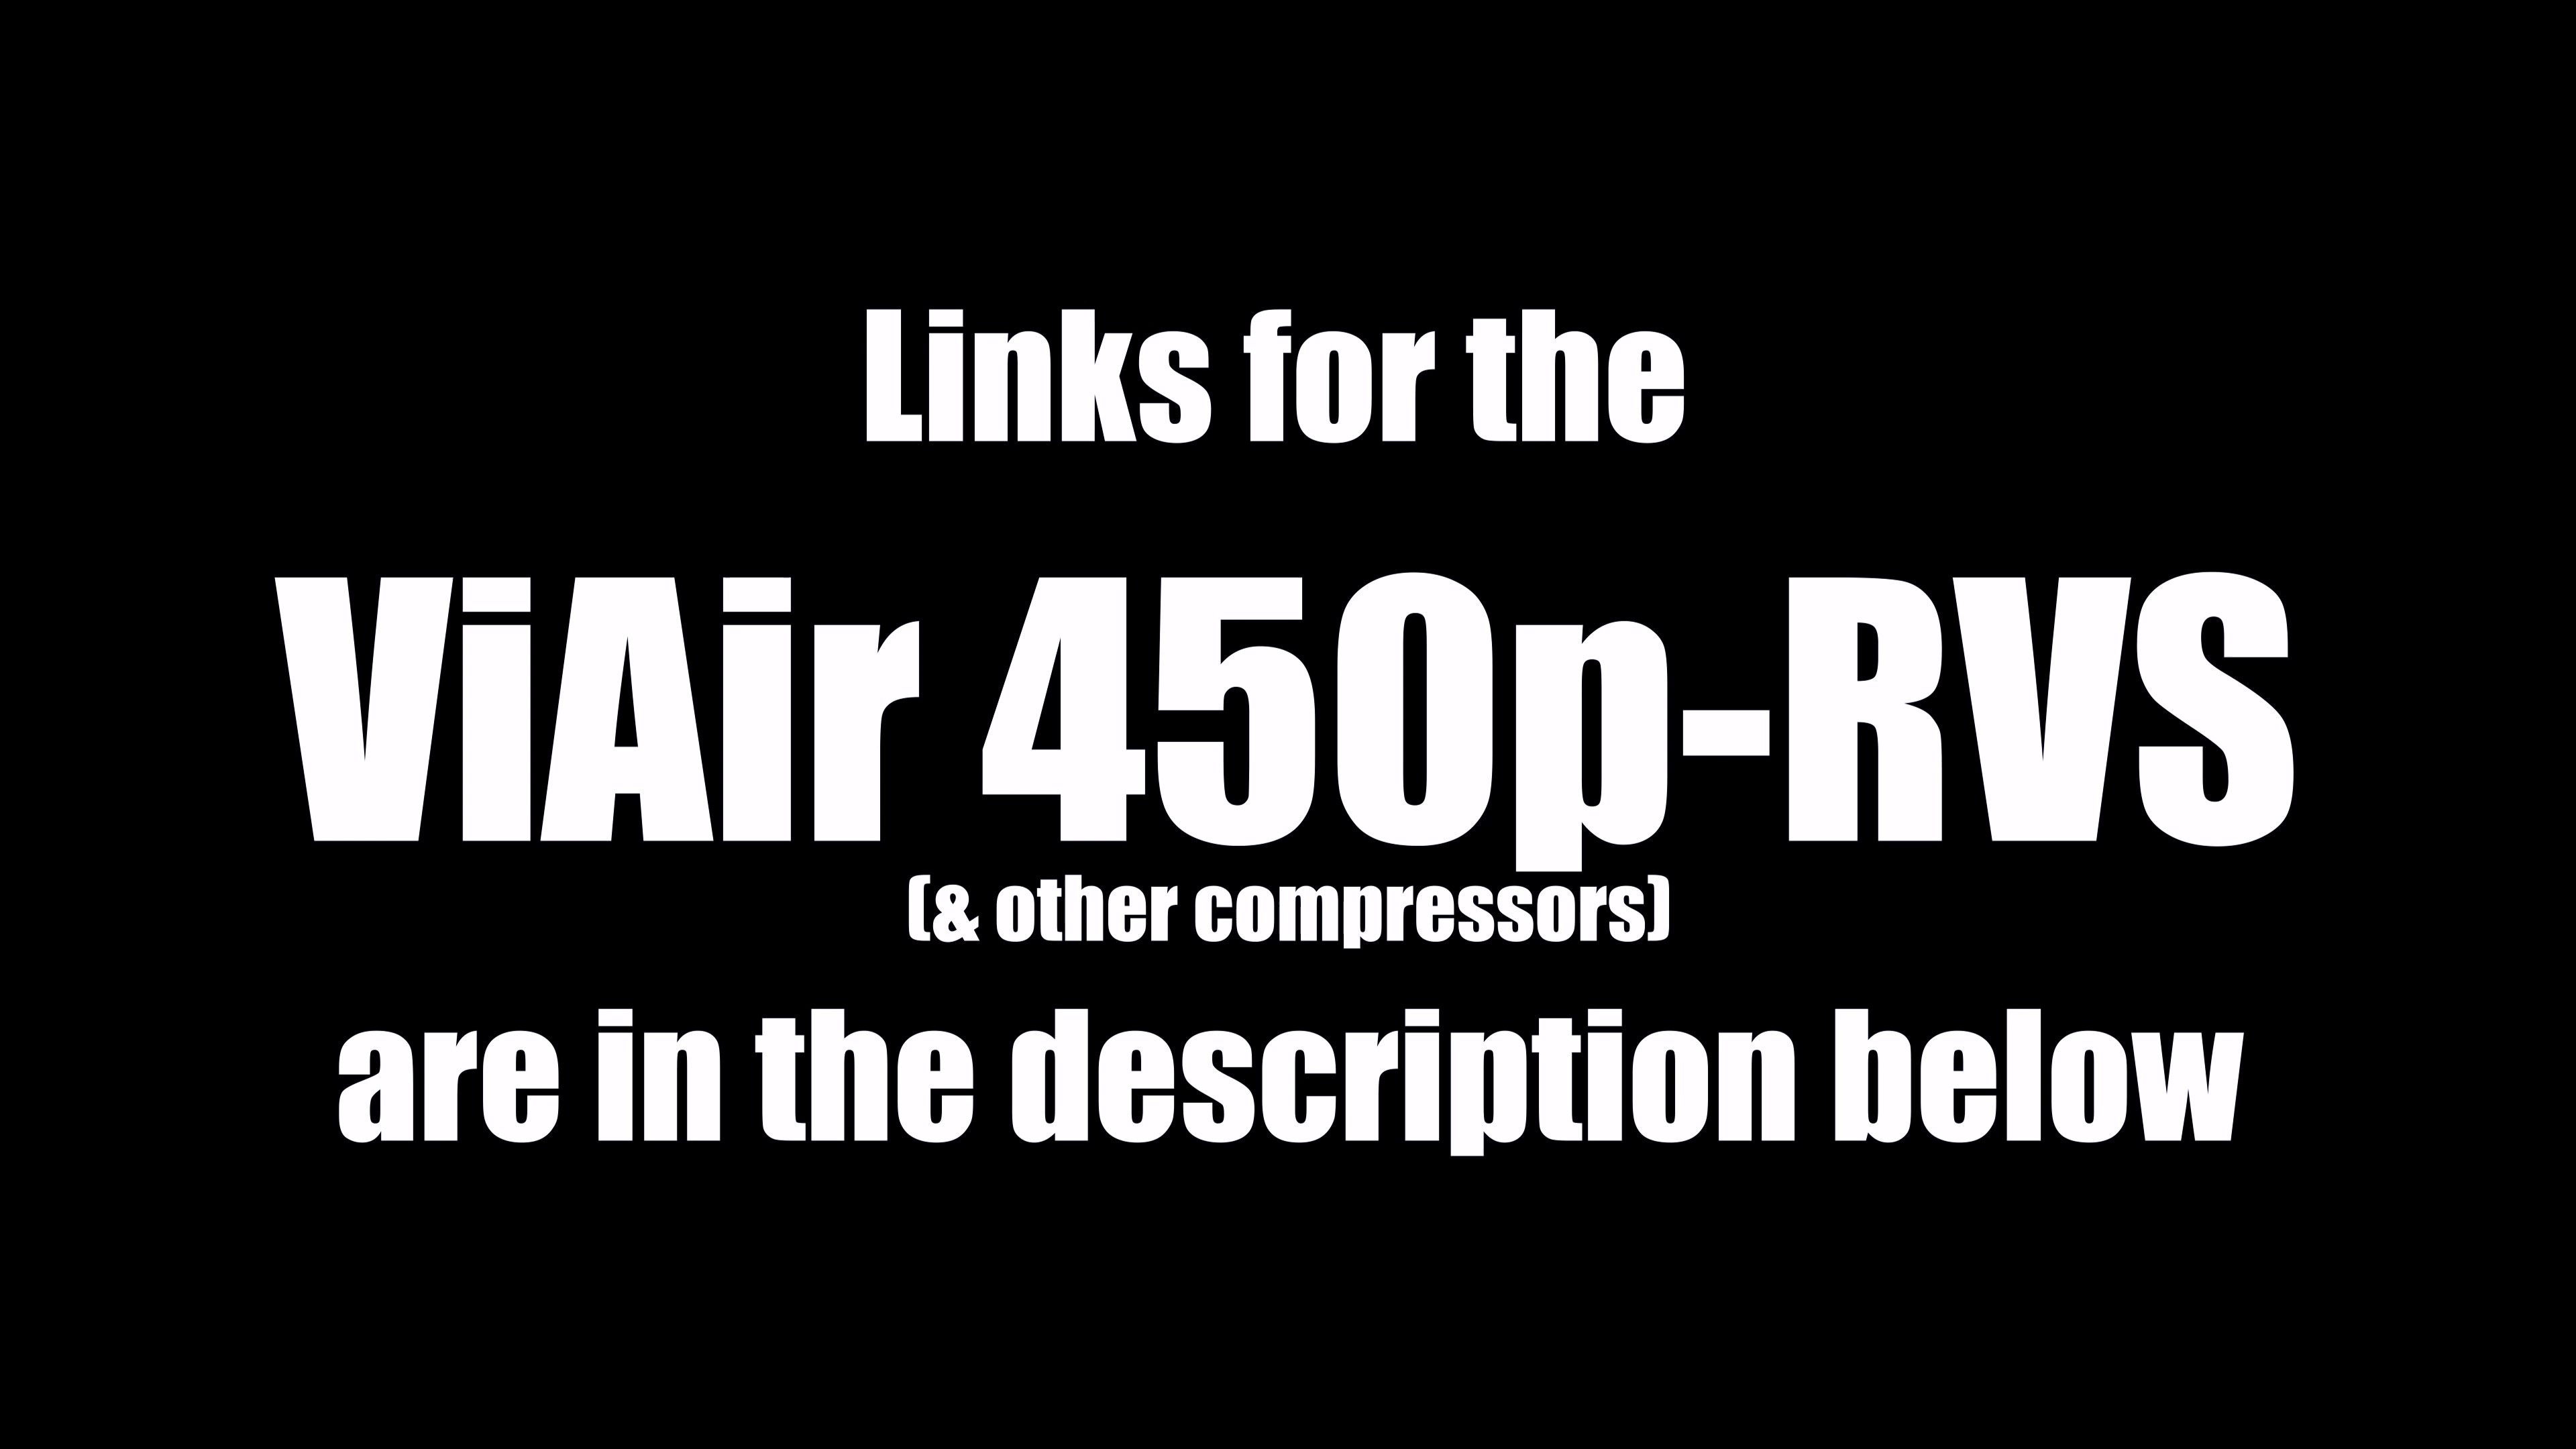 Links for the
ViAir 450p-RVS
(& other compressors)
are in the description below